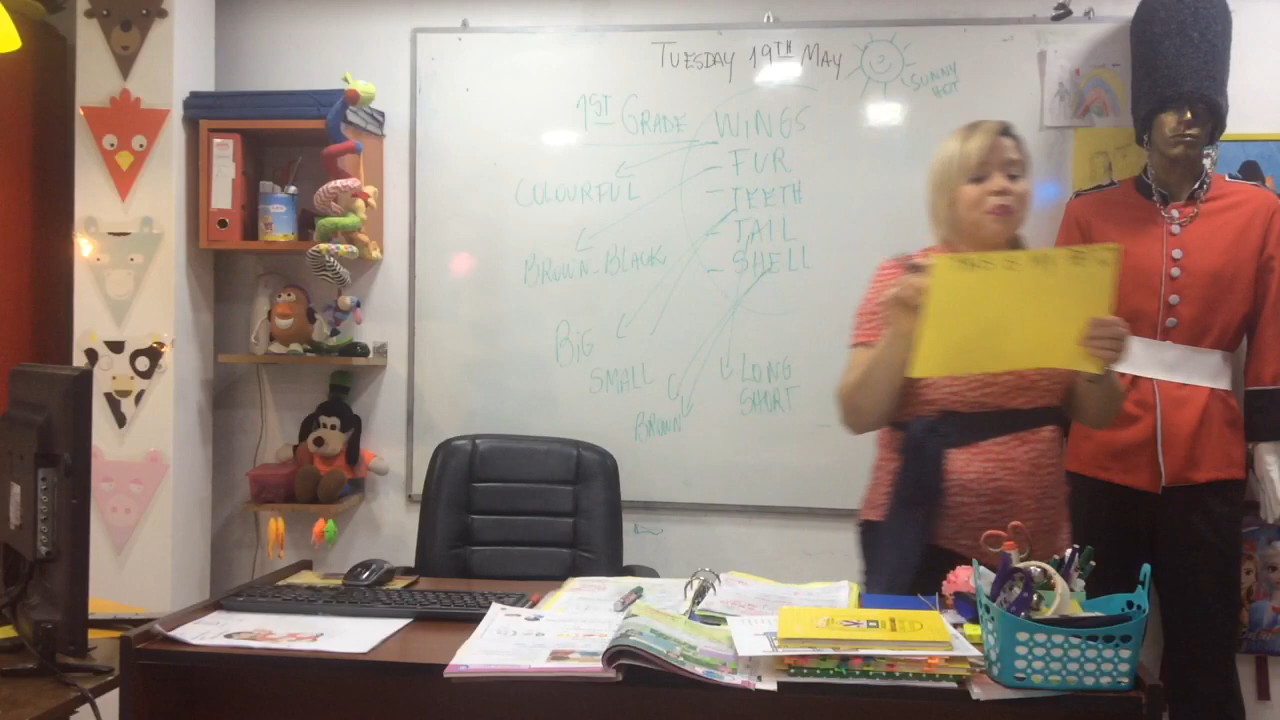 TUESDAY 19TH MAY
SUNNY
HOT
1ST GRADE
WINGS
FUR
TEETH
TAIL
SHELL
COLOURFUL
BROWN-BLACK
BIG
SMALL
LONG
SHORT
BROWN